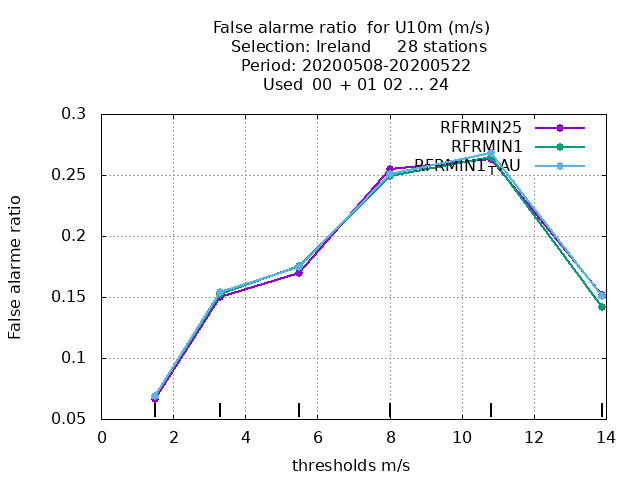 False alarme ratio  for U10m (m/s)
Selection: Ireland     28 stations
Period: 20200508-20200522
Used  00 + 01 02 ... 24
0.3
0.25
0.2
0.15
0.1
0.05
False alarme ratio
RFRMIN25
RFRMIN1
RFRMIN1+AU
0 2 4 6 8 10 12 14
thresholds m/s